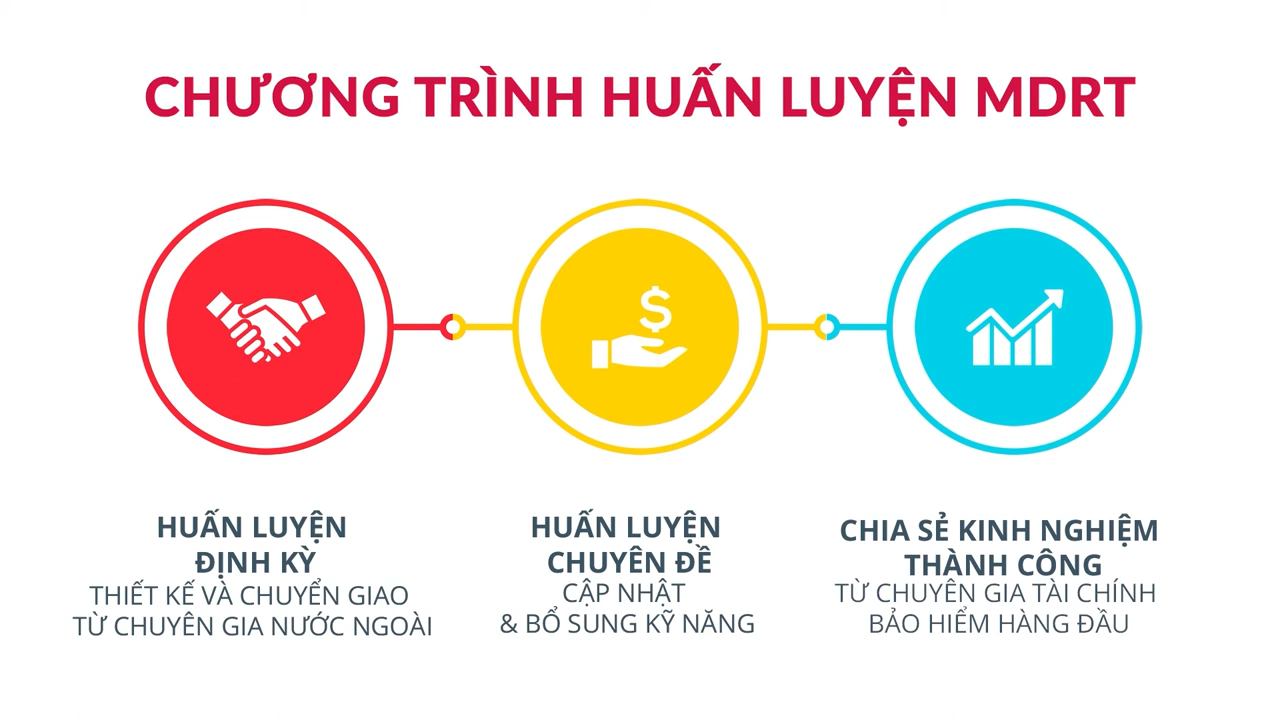 CHƯƠNG TRÌNH HUẤN LUYỆN MDRT
HUẤN LUYỆN
ĐỊNH KỲ
THIẾT KẾ VÀ CHUYỂN GIAO
TỪ CHUYÊN GIA NƯỚC NGOÀI
HUẤN LUYỆN
CHUYÊN ĐỀ
CẬP NHẬT
& BỔ SUNG KỸ NĂNG
CHIA SẺ KINH NGHIỆM
THÀNH CÔNG
TỪ CHUYÊN GIA TÀI CHÍNH
BẢO HIỂM HÀNG ĐẦU